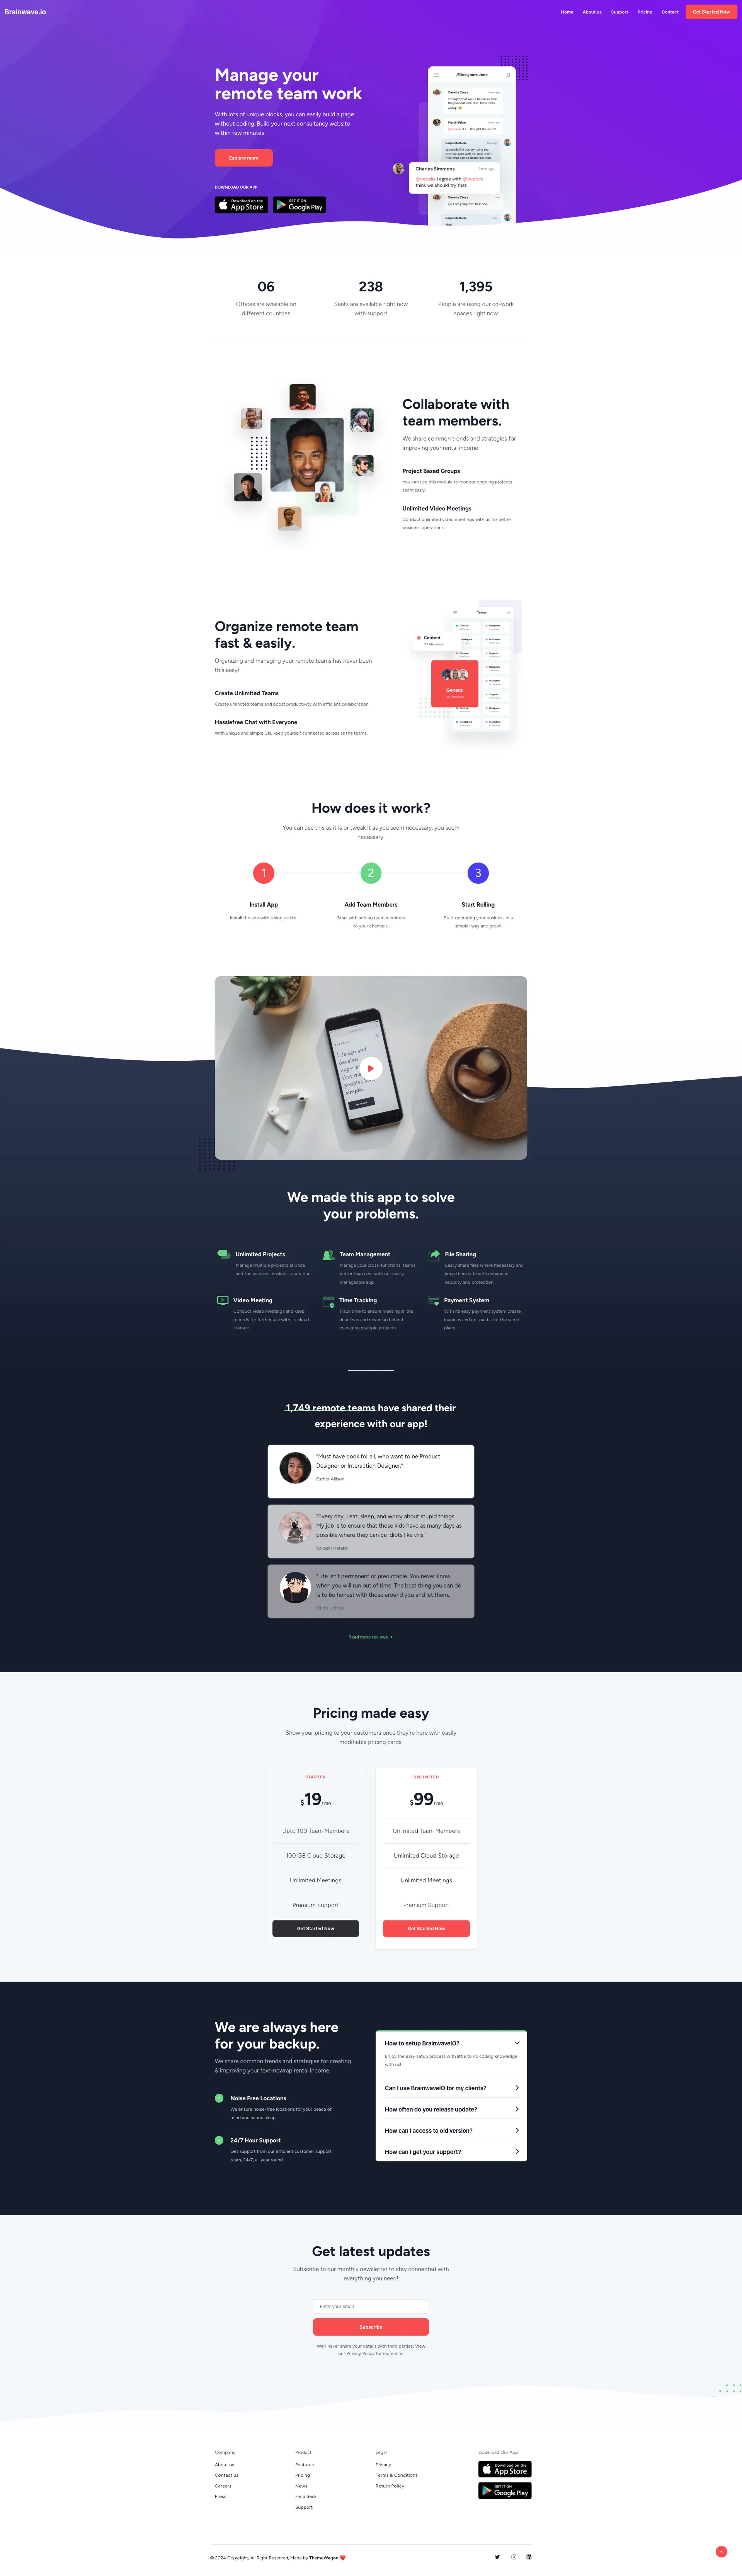 Brainwave.io
Home About us Support Pricing Contact Get Started Now
Manage your
remote team work
With lots of unique blocks, you can easily build a page
without coding. Build your next consultancy website
within few minutes
Explore more
DOWNLOAD OUR APP
Download on the
App Store
GET IT ON
Google Play
#Designers Jony
Charles Simmons
I agree with
think we should try that!
06
Offices are available on
different countries
238
Seats are available right now
with support
1,395
People are using our co-work
spaces right now
Collaborate with
team members.
We share common trends and strategies for
improving your rental income
Project Based Groups
You can use this module to monitor ongoing projects
seamlessly.
Unlimited Video Meetings
Conduct unlimited video meetings with us for better
business operations.
Organize remote team
fast & easily.
Organizing and managing your remote teams has never been
this easy!
Create Unlimited Teams
Create unlimited teams and boost productivity with efficient collaboration.
Hasslefree Chat with Everyone
With unique and simple UIs, keep yourself connected across all the teams.
Teams
Content
General
How does it work?
You can use this as it is or tweak it as you seem necessary. you seem
necessary.
1
2
3
Install App
Install the app with a single click.
Add Team Members
Start with adding team members
to your channels.
Start Rolling
Start operating your business in a
simpler way and grow!
We made this app to solve
your problems.
Unlimited Projects
Manage multiple projects at once
and for seamless business operation.
Team Management
Manage your cross-functional teams
better than ever with our easily
manageable app
File Sharing
Easily share files where necessary and
keep them safe with enhanced
security and protection.
Video Meeting
Conduct video meetings and keep
records for further use with its cloud
storage.
Time Tracking
Track time to ensure meeting all the
deadlines and never lag behind
managing multiple projects.
Payment System
With its easy payment system create
invoices and get paid all at the same
place.
1,749 remote teams have shared their
experience with our app!
"Must have book for all, who want to be Product
Designer or Interaction Designer."
Esther Allison
"Every day, I eat, sleep, and worry about stupid things.
My job is to ensure that these kids have as many days as
possible where they can be idiots like this."
Kakashi Hatake
"Life isn't permanent or predictable. You never know
when you will run out of time. The best thing you can do
is to be honest with those around you and let them...
Read more reviews
Pricing made easy
Show your pricing to your customers once they're here with easily
modifiable pricing cards.
STARTER
$19/ mo
Upto 100 Team Members
100 GB Cloud Storage
Unlimited Meetings
Premium Support
Get Started Now
UNLIMITED
$99/ mo
Unlimited Team Members
Unlimited Cloud Storage
Unlimited Meetings
Premium Support
Get Started Now
We are always here
for your backup.
We share common trends and strategies for creating
& improving your text-nowrap rental income.
Noise Free Locations
We ensure noise-free locations for your peace of
mind and sound sleep.
24/7 Hour Support
Get support from our efficient customer support
team, 24/7, all year round.
How to setup BrainwaveIO?
Enjoy the easy setup process with little to no coding knowledge
with us!
Can I use BrainwaveIO for my clients?
How often do you release update?
How can I access to old version?
How can I get your support?
Get latest updates
Subscribe to our monthly newsletter to stay connected with
everything you need!
Enter your email
Subscribe
We'll never share your details with third parties. View
our Privacy Policy for more info.
Company
About us
Contact us
Careers
Press
Product
Features
Pricing
News
Help desk
Support
Legal
Privacy
Terms & Conditions
Return Policy
Download Our App
Download on the
App Store
GET IT ON
Google Play
© 2024 Copyright, All Right Reserved, Made by ThemeWagon ❤️